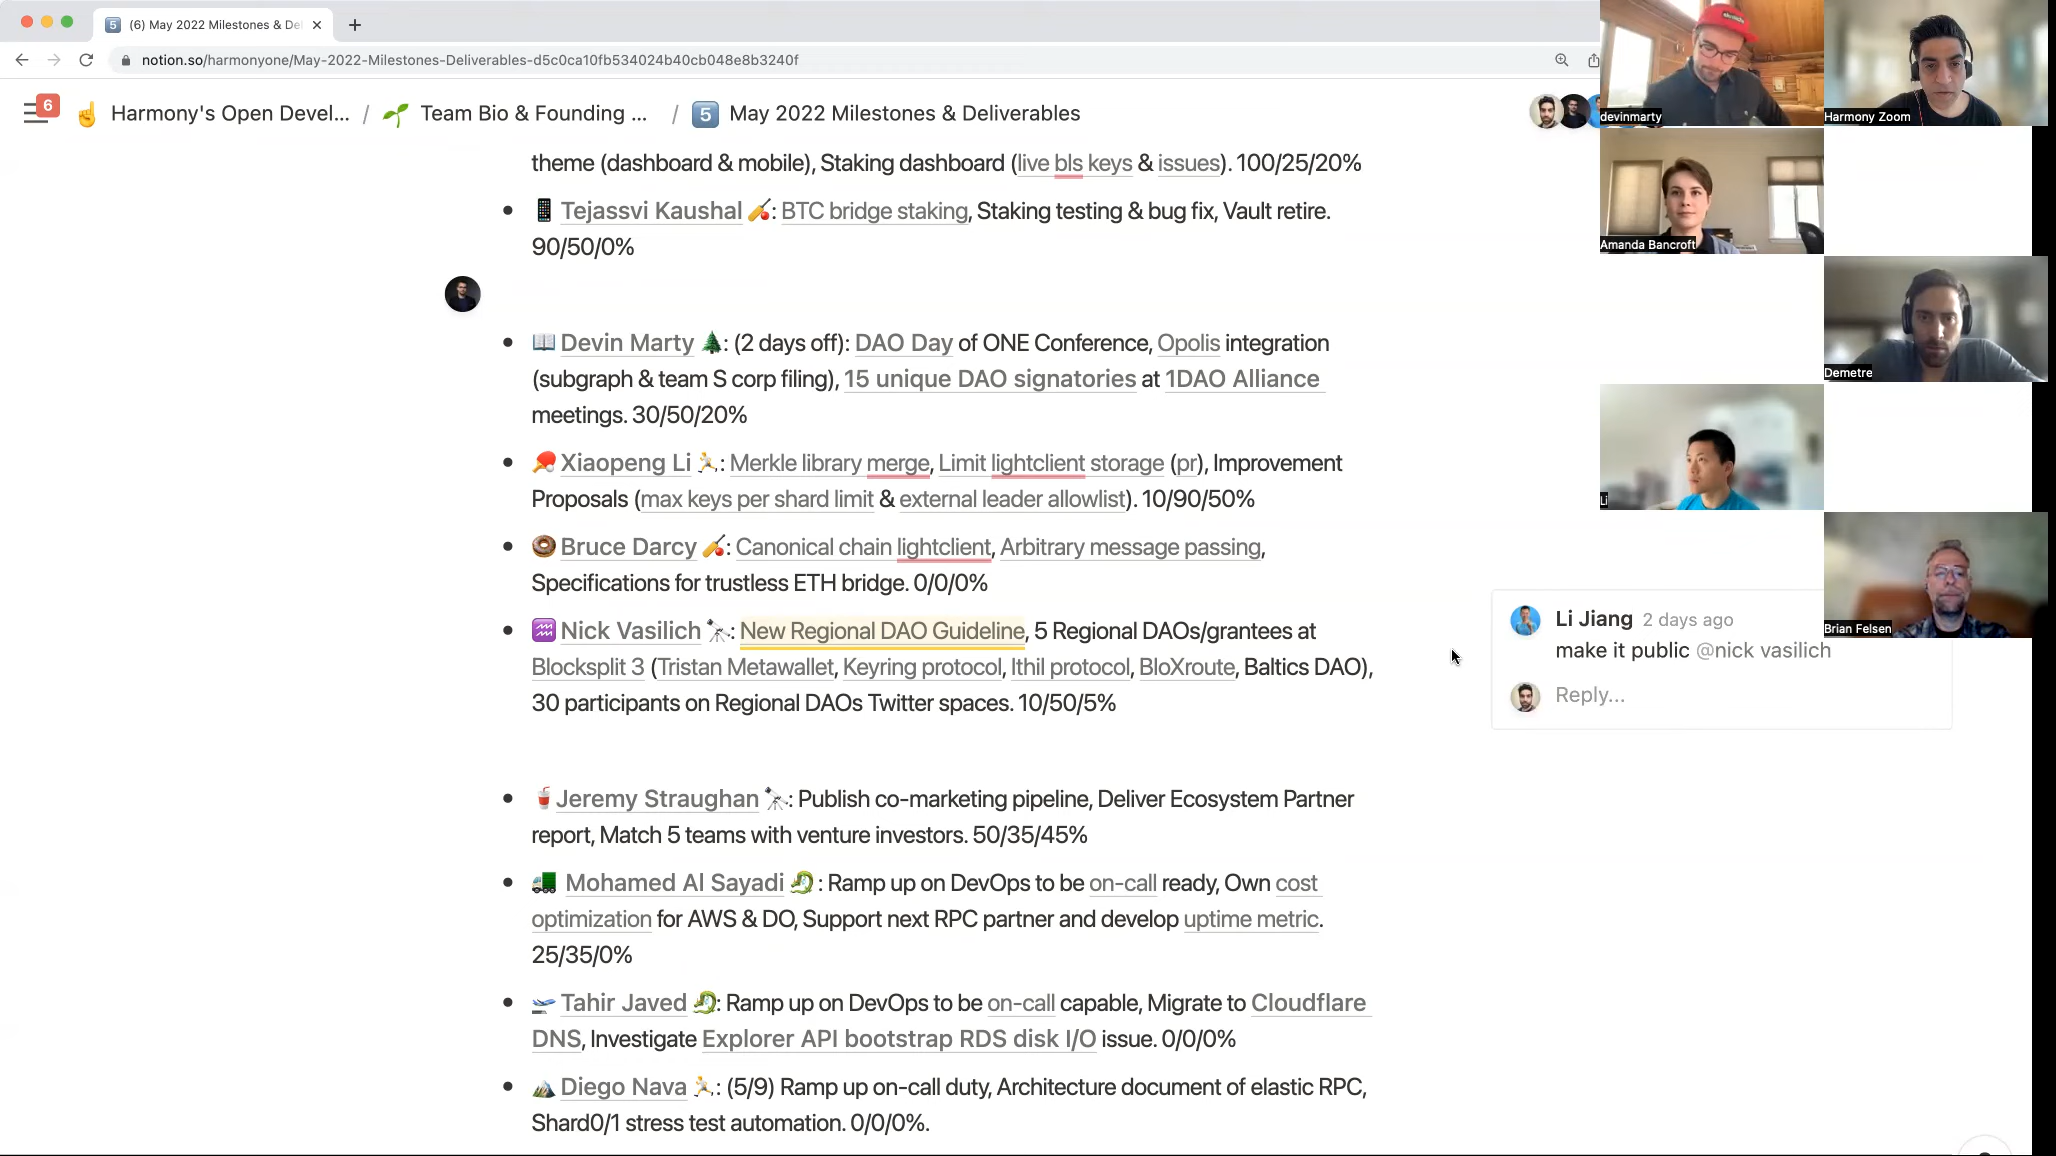 (6) May 2022 Milestones & De
notion.so/harmonyone/May-2022-Milestones-Deliverables-d5c0ca10fb534024b40cb048e8b3240f
6
Harmony's Open Devel... / Team Bio & Founding ... / 5 May 2022 Milestones & Deliverables
theme (dashboard & mobile), Staking dashboard (live bls keys & issues). 100/25/20%
Tejassvi Kaushal : BTC bridge staking, Staking testing & bug fix, Vault retire.
90/50/0%
Devin Marty : (2 days off): DAO Day of ONE Conference, Opolis integration
(subgraph & team S corp filing), 15 unique DAO signatories at 1DAO Alliance
meetings. 30/50/20%
Xiaopeng Li : Merkle library merge, Limit lightclient storage (pr), Improvement
Proposals (max keys per shard limit & external leader allowlist). 10/90/50%
Bruce Darcy : Canonical chain lightclient, Arbitrary message passing,
Specifications for trustless ETH bridge. 0/0/0%
Nick Vasilich : New Regional DAO Guideline, 5 Regional DAOs/grantees at
Blocksplit 3 (Tristan Metawallet, Keyring protocol, Ithil protocol, BloXroute, Baltics DAO),
30 participants on Regional DAOs Twitter spaces. 10/50/5%
Jeremy Straughan : Publish co-marketing pipeline, Deliver Ecosystem Partner
report, Match 5 teams with venture investors. 50/35/45%
Mohamed Al Sayadi : Ramp up on DevOps to be on-call ready, Own cost
optimization for AWS & DO, Support next RPC partner and develop uptime metric.
25/35/0%
Tahir Javed : Ramp up on DevOps to be on-call capable, Migrate to Cloudflare
DNS, Investigate Explorer API bootstrap RDS disk I/O issue. 0/0/0%
Diego Nava : (5/9) Ramp up on-call duty, Architecture document of elastic RPC,
Shard0/1 stress test automation. 0/0/0%.
Li Jiang 2 days ago
make it public @nick vasilich
Reply...
devinmarty
Harmony Zoom
Amanda Bancroft
Demetre
Li
Brian Felsen